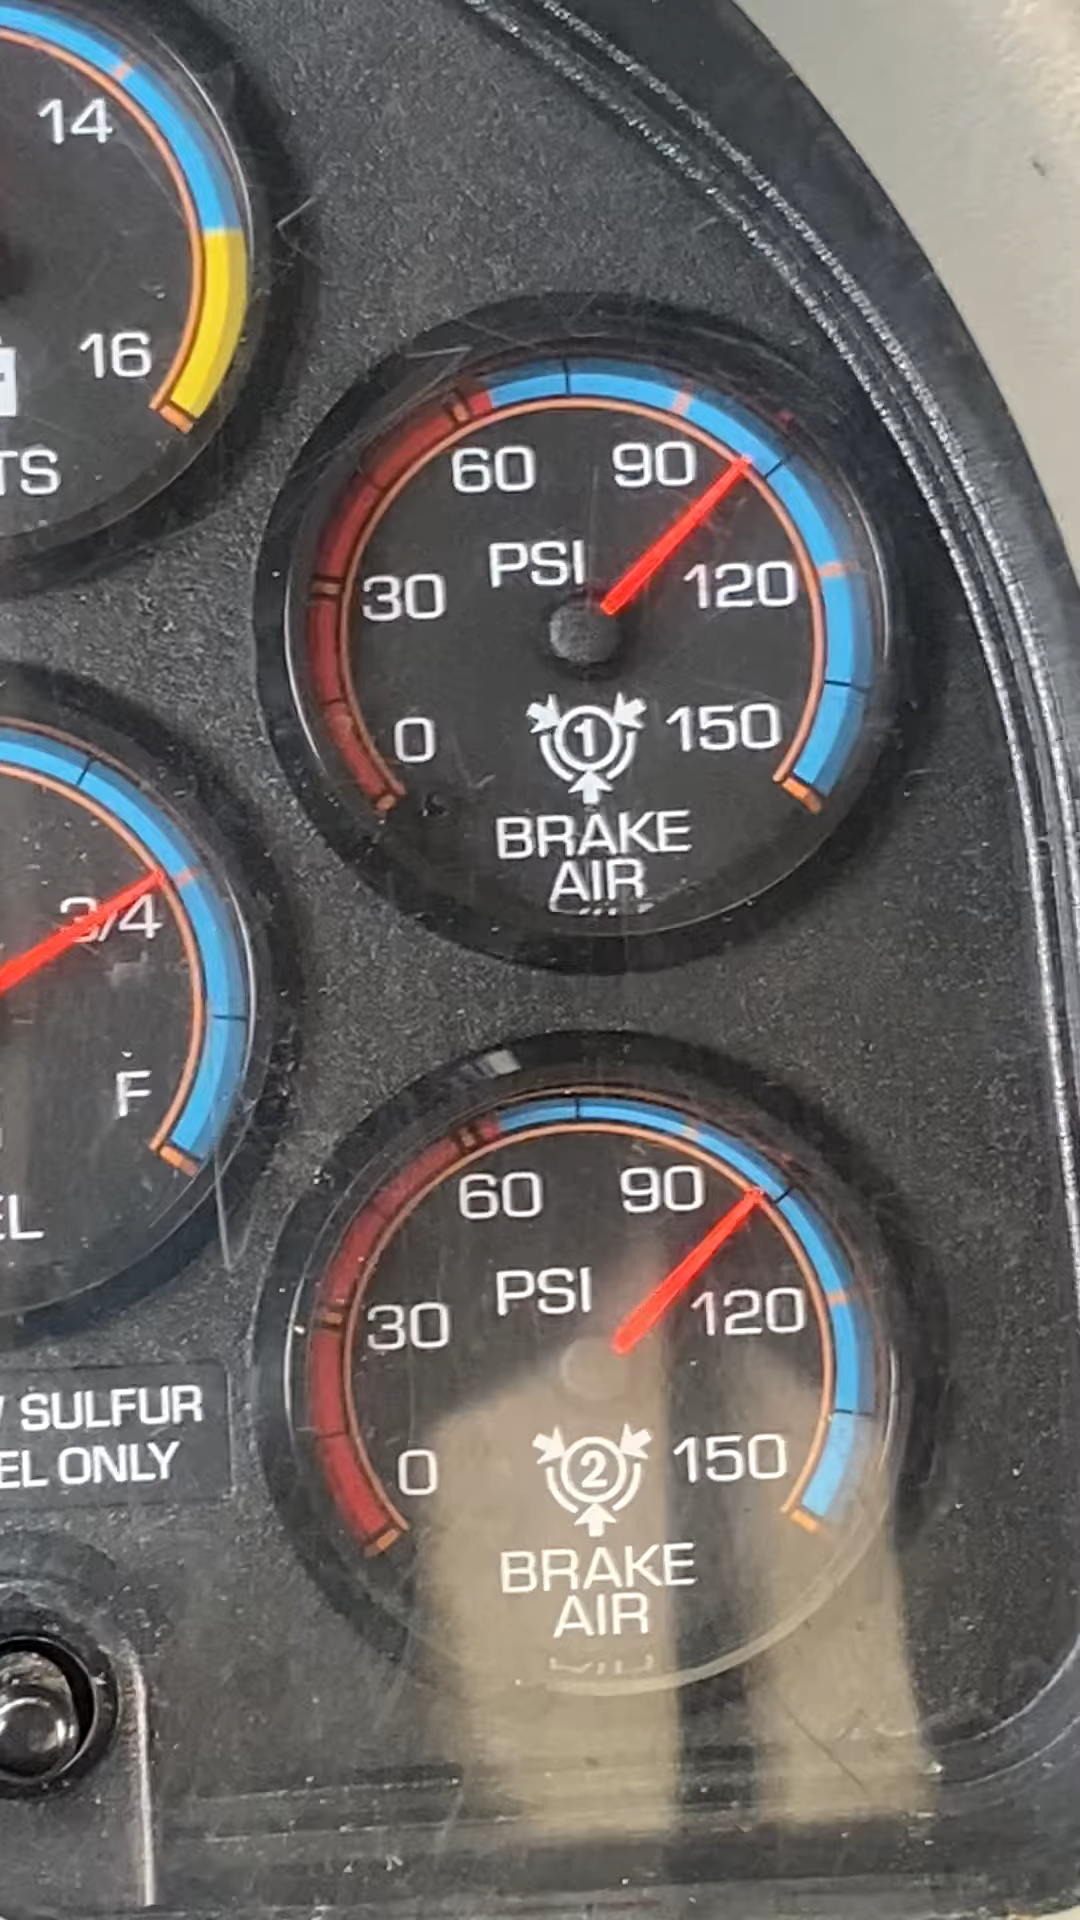 14
16
TS
60 90
PSI
30 120
0 1 150
BRAKE
AIR
3/4
F
EL
60 90
PSI
30 120
0 2 150
BRAKE
AIR
SULFUR
EL ONLY